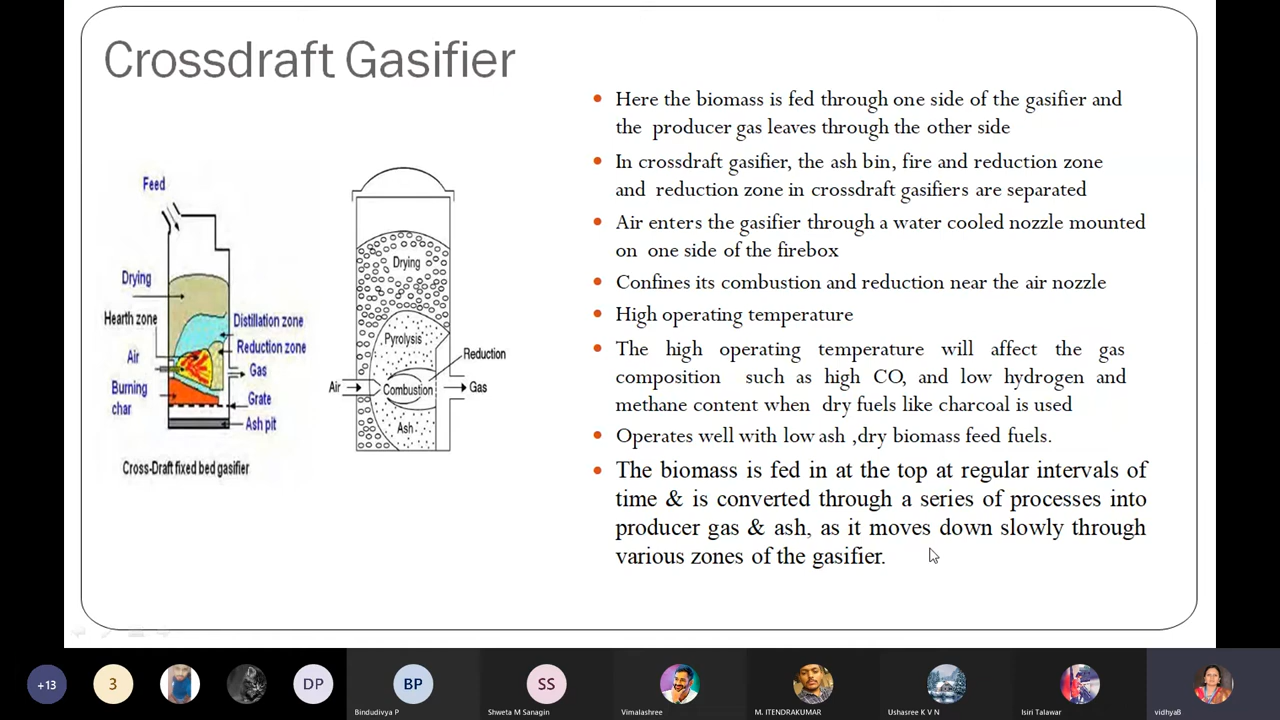 Crossdraft Gasifier
Feed
Drying
Hearth zone
Air
Burning
char
Distillation zone
Reduction zone
Gas
Grate
Ash pit
Cross-Draft fixed bed gasifier
Drying
Pyrolysis
Reduction
Air
Combustion
Gas
Ash
Here the biomass is fed through one side of the gasifier and
the producer gas leaves through the other side
In crossdraft gasifier, the ash bin, fire and reduction zone
and reduction zone in crossdraft gasifiers are separated
Air enters the gasifier through a water cooled nozzle mounted
on one side of the firebox
Confines its combustion and reduction near the air nozzle
High operating temperature
The high operating temperature will affect the gas
composition such as high CO, and low hydrogen and
methane content when dry fuels like charcoal is used
Operates well with low ash ,dry biomass feed fuels.
The biomass is fed in at the top at regular intervals of
time & is converted through a series of processes into
producer gas & ash, as it moves down slowly through
various zones of the gasifier.
+13
3
DP
BP
SS
Bindudivya P
Shweta M Sanagin
Vimalashree
M. ITENDRAKUMAR
Ushasree K V N
Isiri Talawar
vidhyaB